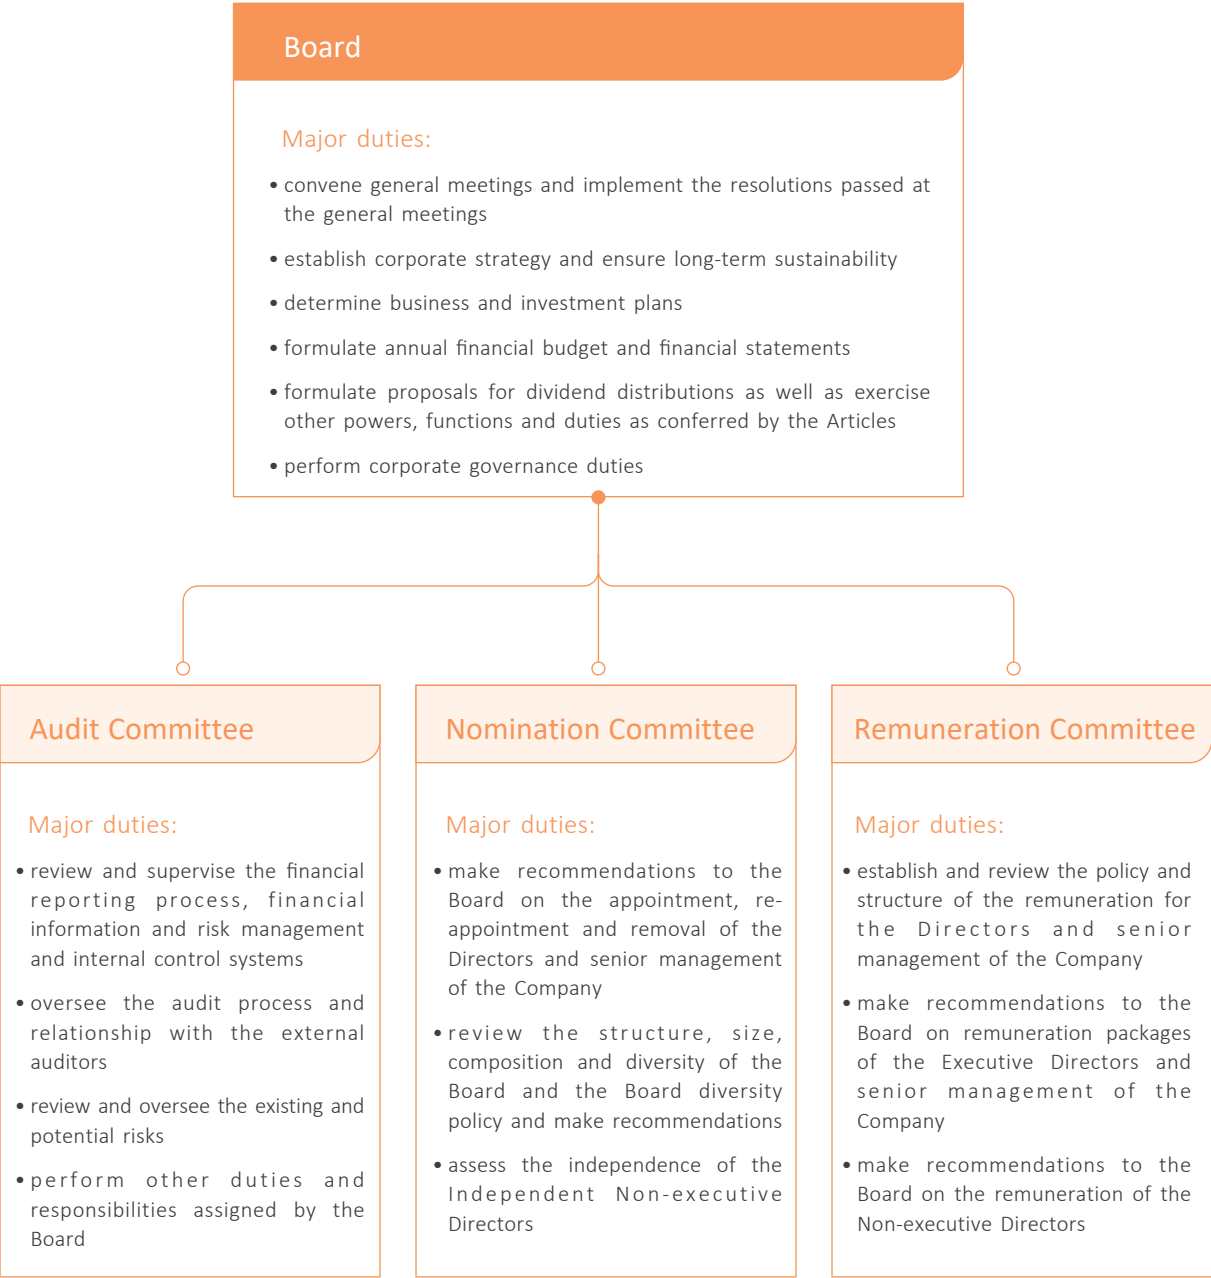 Board
Major duties:
• convene general meetings and implement the resolutions passed at
the general meetings
• establish corporate strategy and ensure long-term sustainability
• determine business and investment plans
• formulate annual financial budget and financial statements
• formulate proposals for dividend distributions as well as exercise
other powers, functions and duties as conferred by the Articles
• perform corporate governance duties
Audit Committee
Major duties:
• review and supervise the financial
reporting process, financial
information and risk management
and internal control systems
• oversee the audit process and
relationship with the external
auditors
• review and oversee the existing and
potential risks
• perform other duties and
responsibilities assigned by the
Board
Nomination Committee
Major duties:
• make recommendations to the
Board on the appointment, re-
appointment and removal of the
Directors and senior management
of the Company
• review the structure, size,
composition and diversity of the
Board and the Board diversity
policy and make recommendations
• assess the independence of the
Independent Non-executive
Directors
Remuneration Committee
Major duties:
• establish and review the policy and
structure of the remuneration for
the Directors and senior
management of the Company
• make recommendations to the
Board on remuneration packages
of the Executive Directors and
senior management of the
Company
• make recommendations to the
Board on the remuneration of the
Non-executive Directors